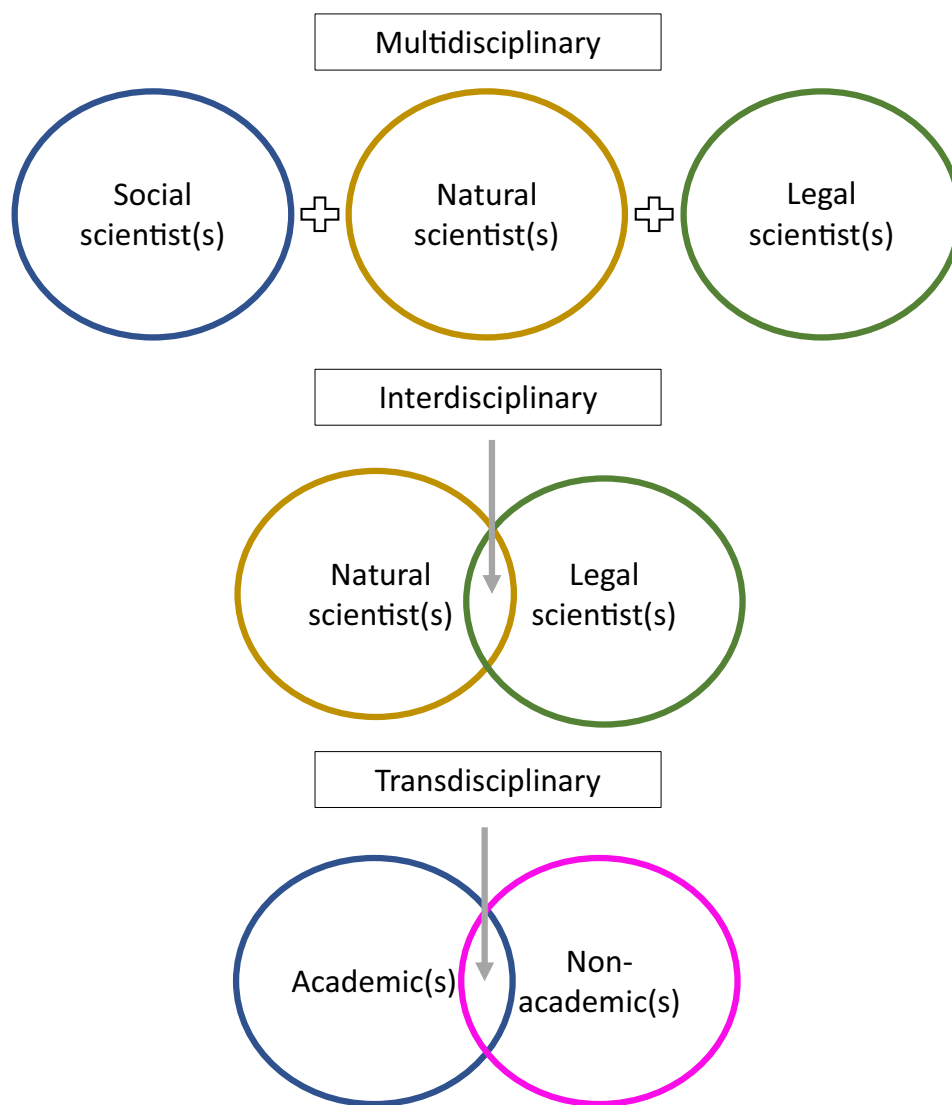 Multidisciplinary
Social
scientist(s)
Natural
scientist(s)
Legal
scientist(s)
Interdisciplinary
Natural
scientist(s)
Legal
scientist(s)
Transdisciplinary
Academic(s)
Non-
academic(s)